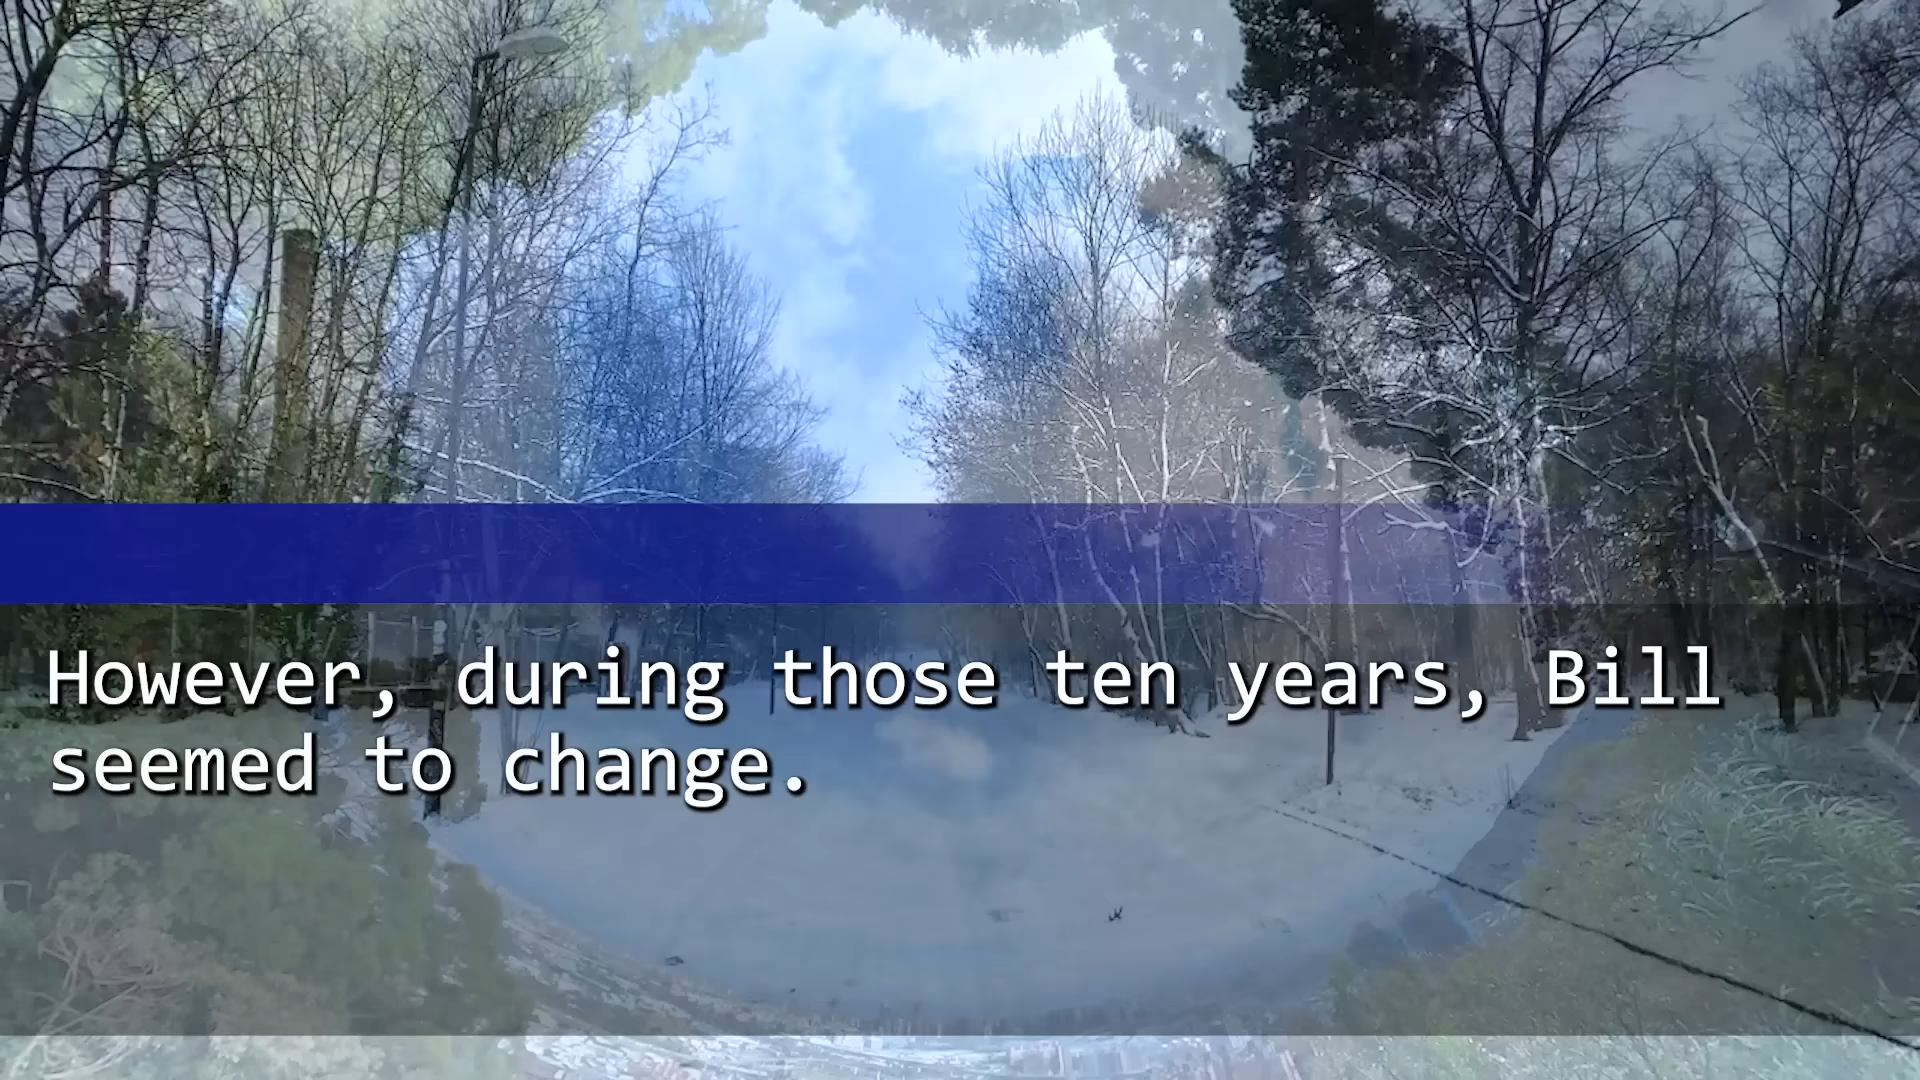 However, during those ten years, Bill
seemed to change.